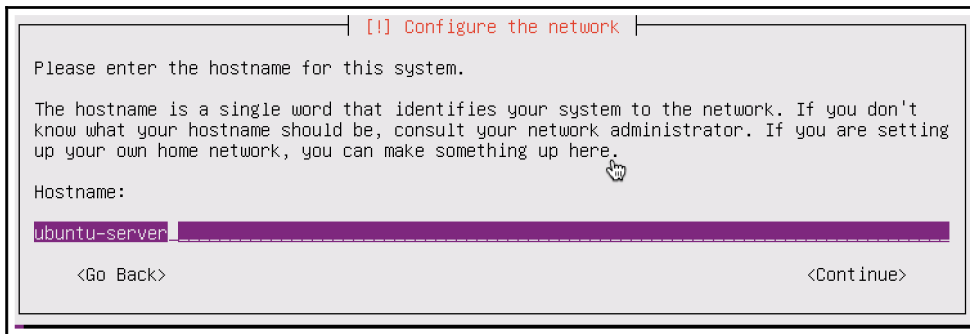 [!] Configure the network
Please enter the hostname for this system.
The hostname is a single word that identifies your system to the network. If you don't
know what your hostname should be, consult your network administrator. If you are setting
up your own home network, you can make something up here.
Hostname:
ubuntu-server
<Go Back> <Continue>